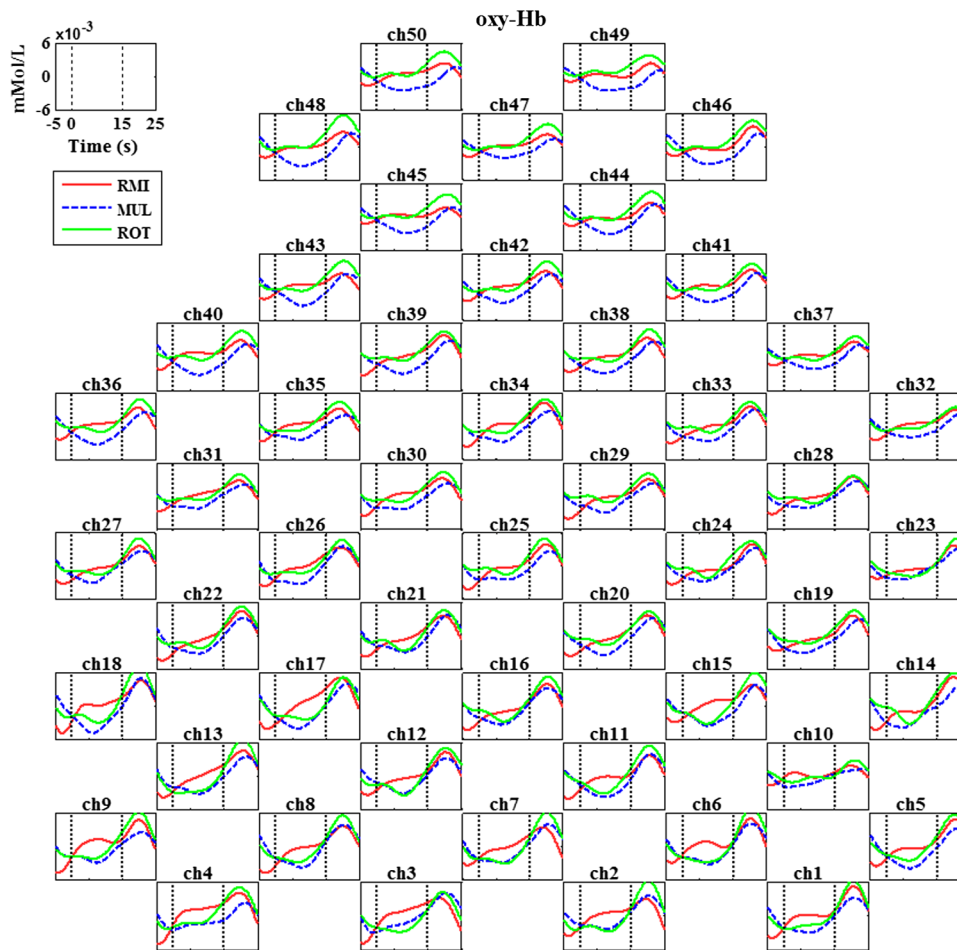 oxy-Hb
×10⁻³
6
0
-6
mMol/L
-5 0 15 25
Time (s)
RMI
MUL
ROT
ch50 ch49
ch48 ch47 ch46
ch45 ch44
ch43 ch42 ch41
ch40 ch39 ch38 ch37
ch36 ch35 ch34 ch33 ch32
ch31 ch30 ch29 ch28
ch27 ch26 ch25 ch24 ch23
ch22 ch21 ch20 ch19
ch18 ch17 ch16 ch15 ch14
ch13 ch12 ch11 ch10
ch9 ch8 ch7 ch6 ch5
ch4 ch3 ch2 ch1